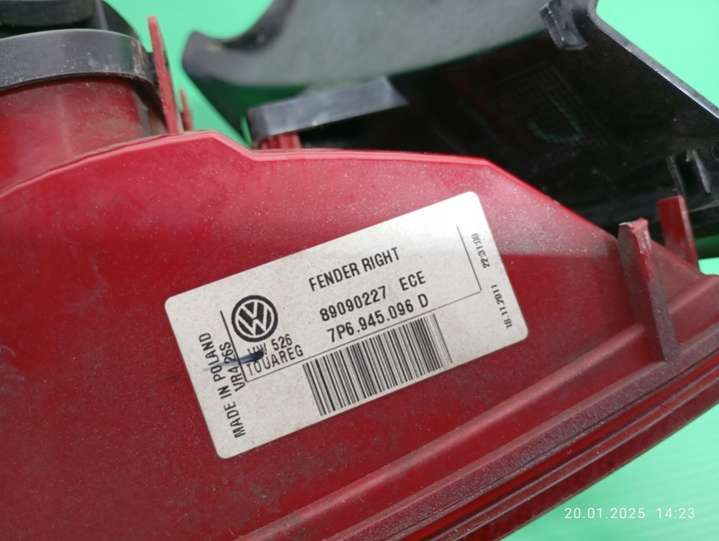 FENDER RIGHT
89090227 ECE
7P6.945.096 D
VW 526
TOUAREG
MADE IN POLAND
18.11.2011
20.01.2025 14:23